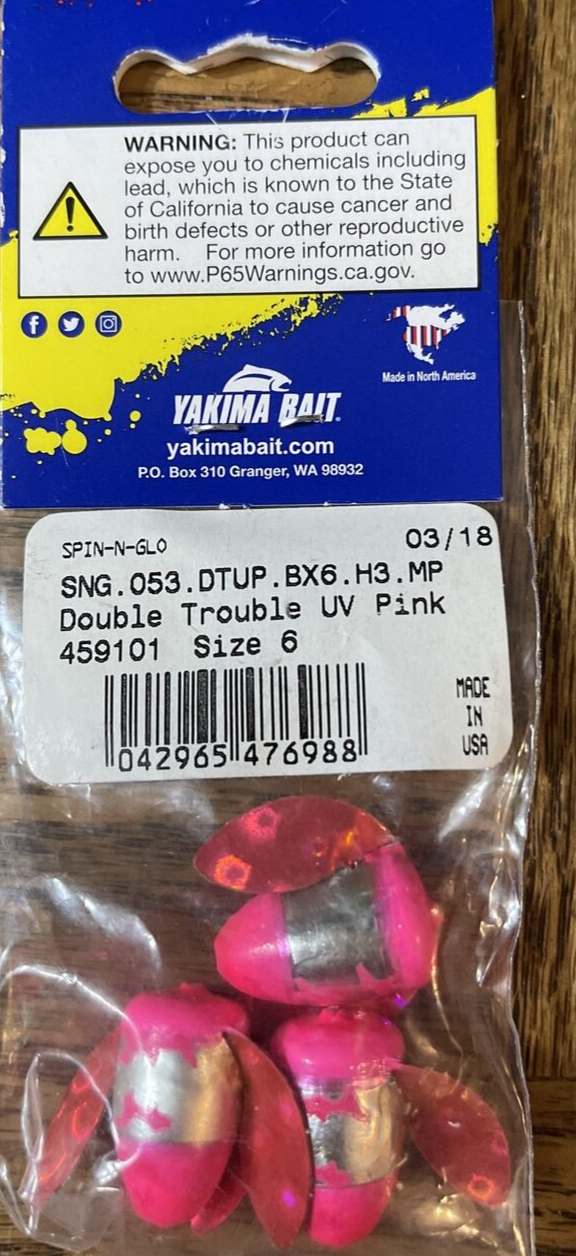 WARNING: This product can
expose you to chemicals including
lead, which is known to the State
of California to cause cancer and
birth defects or other reproductive
harm. For more information go
to www.P65Warnings.ca.gov.
Made in North America
YAKIMA BAIT
yakimabait.com
P.O. Box 310 Granger, WA 98932
SPIN-N-GLO 03/18
SNG.053.DTUP.BX6.H3.MP
Double Trouble UV Pink
459101 Size 6
MADE
IN
USA
042965 476988